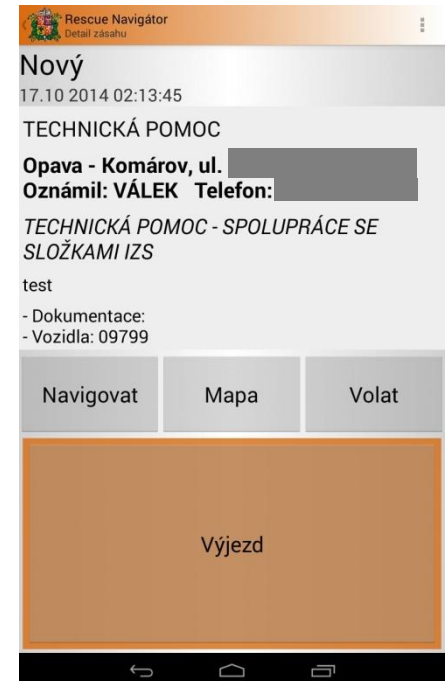 Rescue Navigátor
Detail zásahu
Nový
17.10 2014 02:13:45
TECHNICKÁ POMOC
Opava - Komárov, ul.
Oznámil: VÁLEK Telefon:
TECHNICKÁ POMOC - SPOLUPRÁCE SE
SLOŽKAMI IZS
test
- Dokumentace:
- Vozidla: 09799
Navigovat Mapa Volat
Výjezd